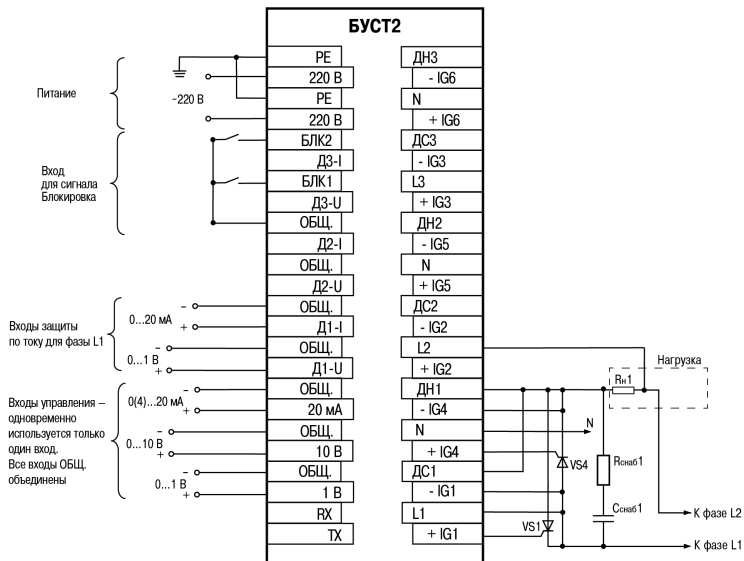 БУСТ2
Питание
~220 В
Вход
для сигнала
Блокировка
Входы защиты
по току для фазы L1
–
0...20 мА
+
–
0...1 В
+
Входы управления –
одновременно
используется только
один вход.
Все входы ОБЩ.
объединены
–
0(4)...20 мА
+
–
0...10 В
+
–
0...1 В
+
PE
220 В
PE
220 В
БЛК2
Д3-I
БЛК1
Д3-U
ОБЩ.
Д2-I
ОБЩ.
Д2-U
ОБЩ.
Д1-I
ОБЩ.
Д1-U
ОБЩ.
20 мА
ОБЩ.
10 В
ОБЩ.
1 В
RX
TX
ДН3
- IG6
N
+ IG6
ДС3
- IG3
L3
+ IG3
ДН2
- IG5
N
+ IG5
ДС2
- IG2
L2
+ IG2
ДН1
- IG4
N
+ IG4
ДС1
- IG1
L1
+ IG1
Нагрузка
Rн1
N
VS4
Rснаб1
Cснаб1
VS1
К фазе L2
К фазе L1